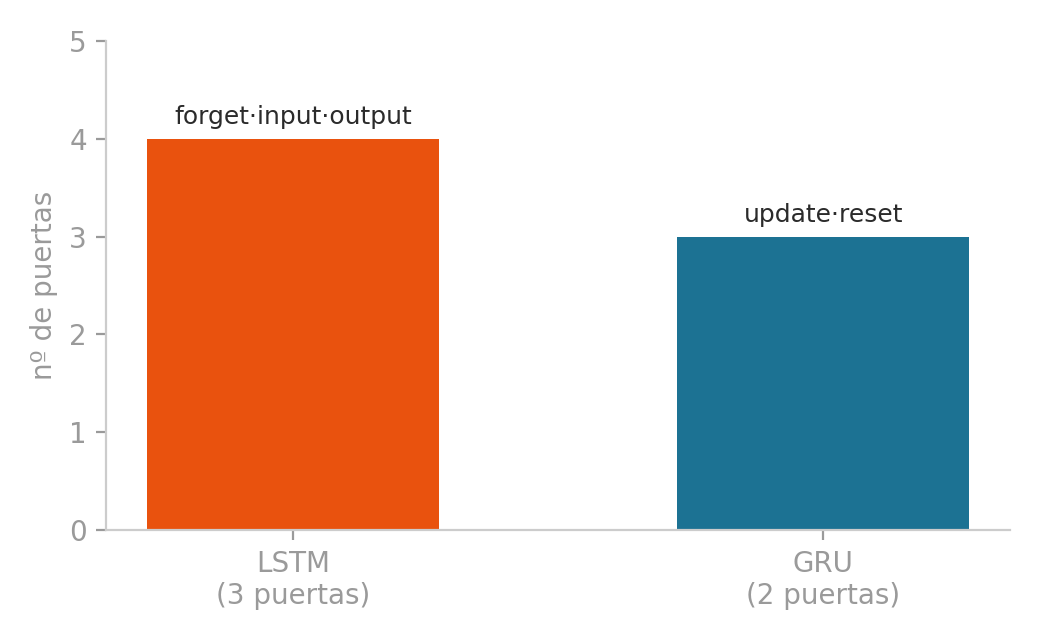 5
forget·input·output
4
update·reset
3
nº de puertas
2
1
0
LSTM
(3 puertas)
GRU
(2 puertas)